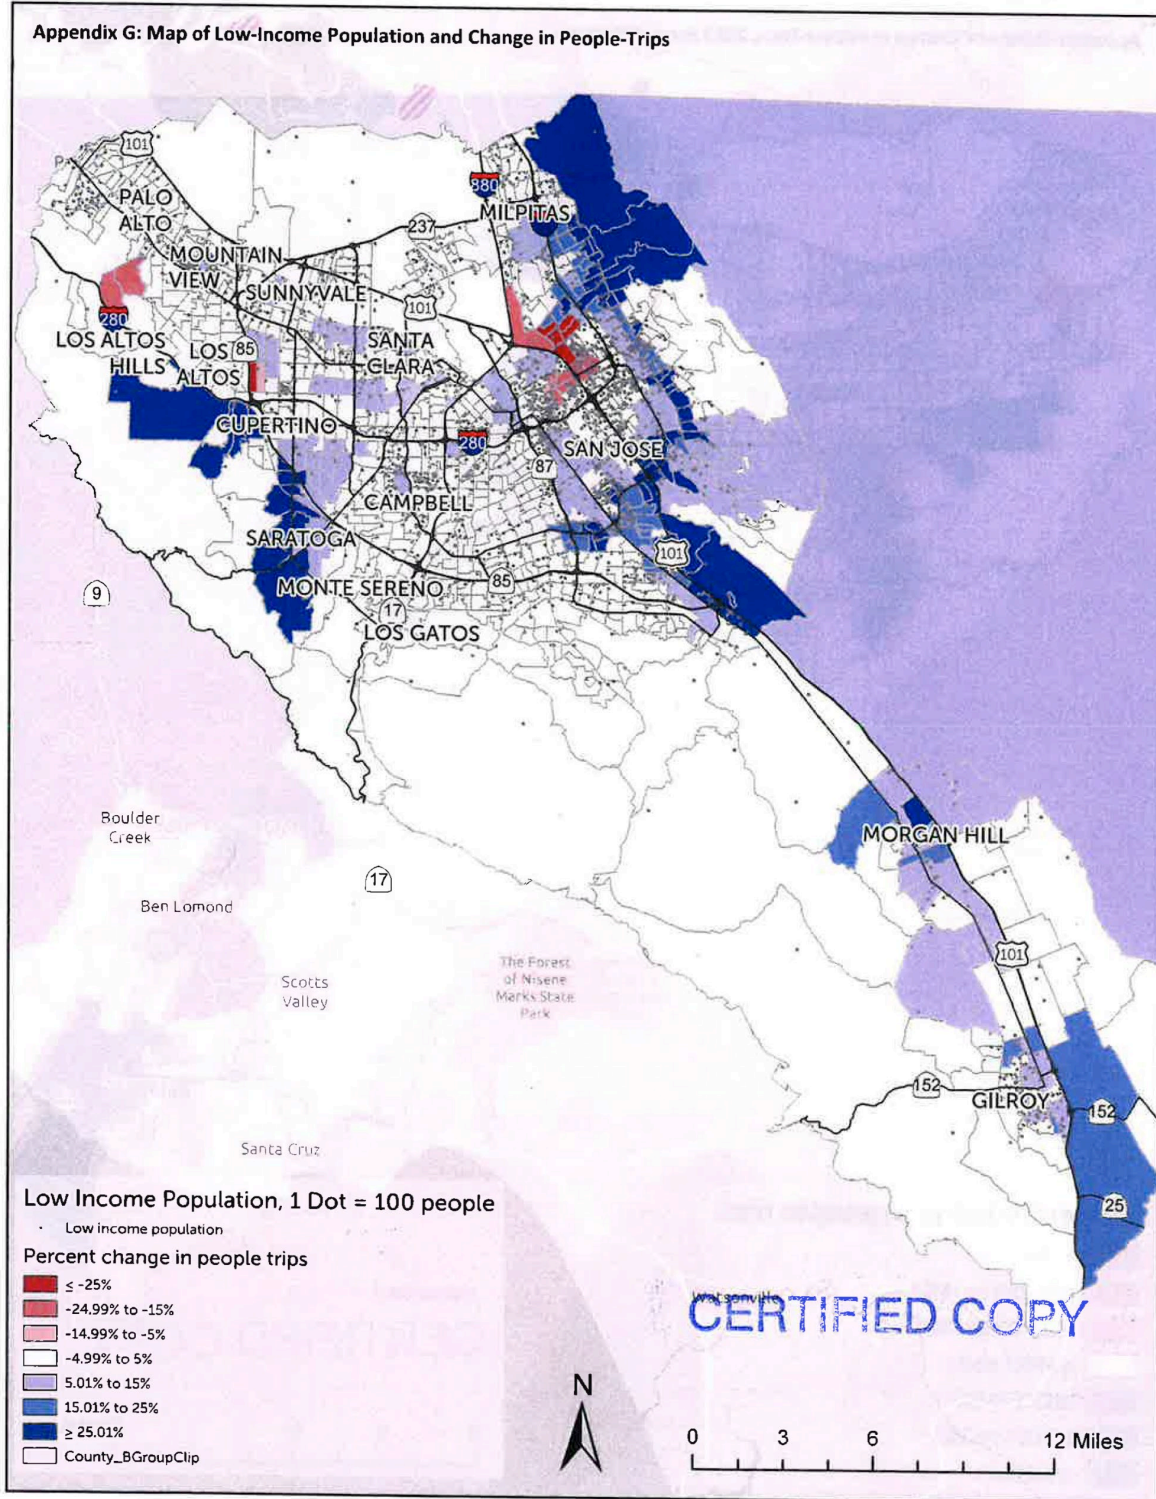 Appendix G: Map of Low-Income Population and Change in People-Trips
101
880
PALO
ALTO
MILPITAS
237
MOUNTAIN
VIEW
SUNNYVALE
101
280
LOS ALTOS
HILLS
LOS
ALTOS
85
SANTA
CLARA
CUPERTINO
280
SAN JOSE
87
CAMPBELL
SARATOGA
101
9
MONTE SERENO
85
17
LOS GATOS
Boulder
Creek
MORGAN HILL
17
Ben Lomond
101
The Forest
of Nisene
Marks State
Park
Scotts
Valley
152
GILROY
152
Santa Cruz
25
Low Income Population, 1 Dot = 100 people
Low income population
Percent change in people trips
≤ -25%
-24.99% to -15%
-14.99% to -5%
-4.99% to 5%
5.01% to 15%
15.01% to 25%
≥ 25.01%
County_BGroupClip
Watsonville
CERTIFIED COPY
N
0 3 6 12 Miles